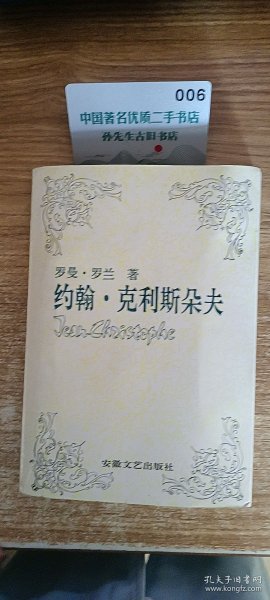 006
中国著名优质二手书店
孙先生古旧书店
罗曼·罗兰 著
约翰·克利斯朵夫
Jean-Christophe
安徽文艺出版社
孔夫子旧书网